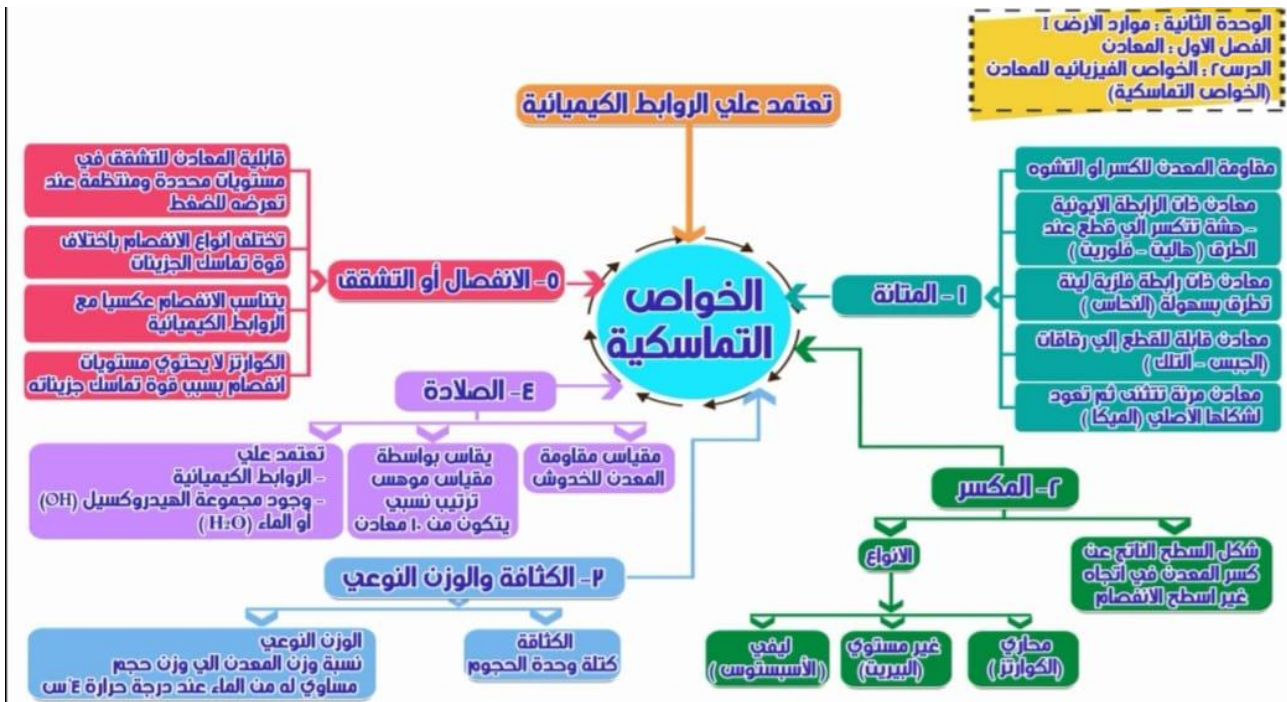 الوحدة الثانية : موارد الارض I
الفصل الاول : المعادن
الدرس٢ : الخواص الفيزيائيه للمعادن
(الخواص التماسكية)
تعتمد علي الروابط الكيميائية
الخواص
التماسكية
١- المتانة
مقاومة المعدن للكسر او التشوه
معادن ذات الرابطة الايونية
- هشة تتكسر الي قطع عند
الطرق ( هاليت - فلوريت )
معادن ذات رابطة فلزية لينة
تطرق بسهولة (النحاس )
معادن قابلة للقطع إلي رقاقات
(الجبس - التلك )
معادن مرنة تتثني ثم تعود
لشكلها الاصلي (الميكا )
٢- المكسر
شكل السطح الناتج عن
كسر المعدن في اتجاه
غير اسطح الانفصام
الانواع
محاري
(الكوارتز )
غير مستوي
(البيريت)
ليفي
(الأسبستوس )
٢- الكثافة والوزن النوعي
الكثاقة
كتلة وحدة الحجوم
الوزن النوعي
نسبة وزن المعدن الي وزن حجم
مساوي له من الماء عند درجة حرارة ٤°س
٤- الصلادة
مقياس مقاومة
المعدن للخدوش
يقاس بواسطة
مقياس موهس
ترتيب نسبي
يتكون من ١٠ معادن
تعتمد علي
- الروابط الكيميائية
- وجود مجموعة الهيدروكسيل (OH)
أو الماء (H₂O )
٥- الانفصال أو التشقق
قابلية المعادن للتشقق في
مستويات محددة ومنتظمة عند
تعرضه للضغط
تختلف انواع الانفصام باختلاف
قوة تماسك الجزيئات
يتناسب الانفصام عكسيا مع
الروابط الكيميائية
الكوارتز لا يحتوي مستويات
انفصام بسبب قوة تماسك جزيئاته